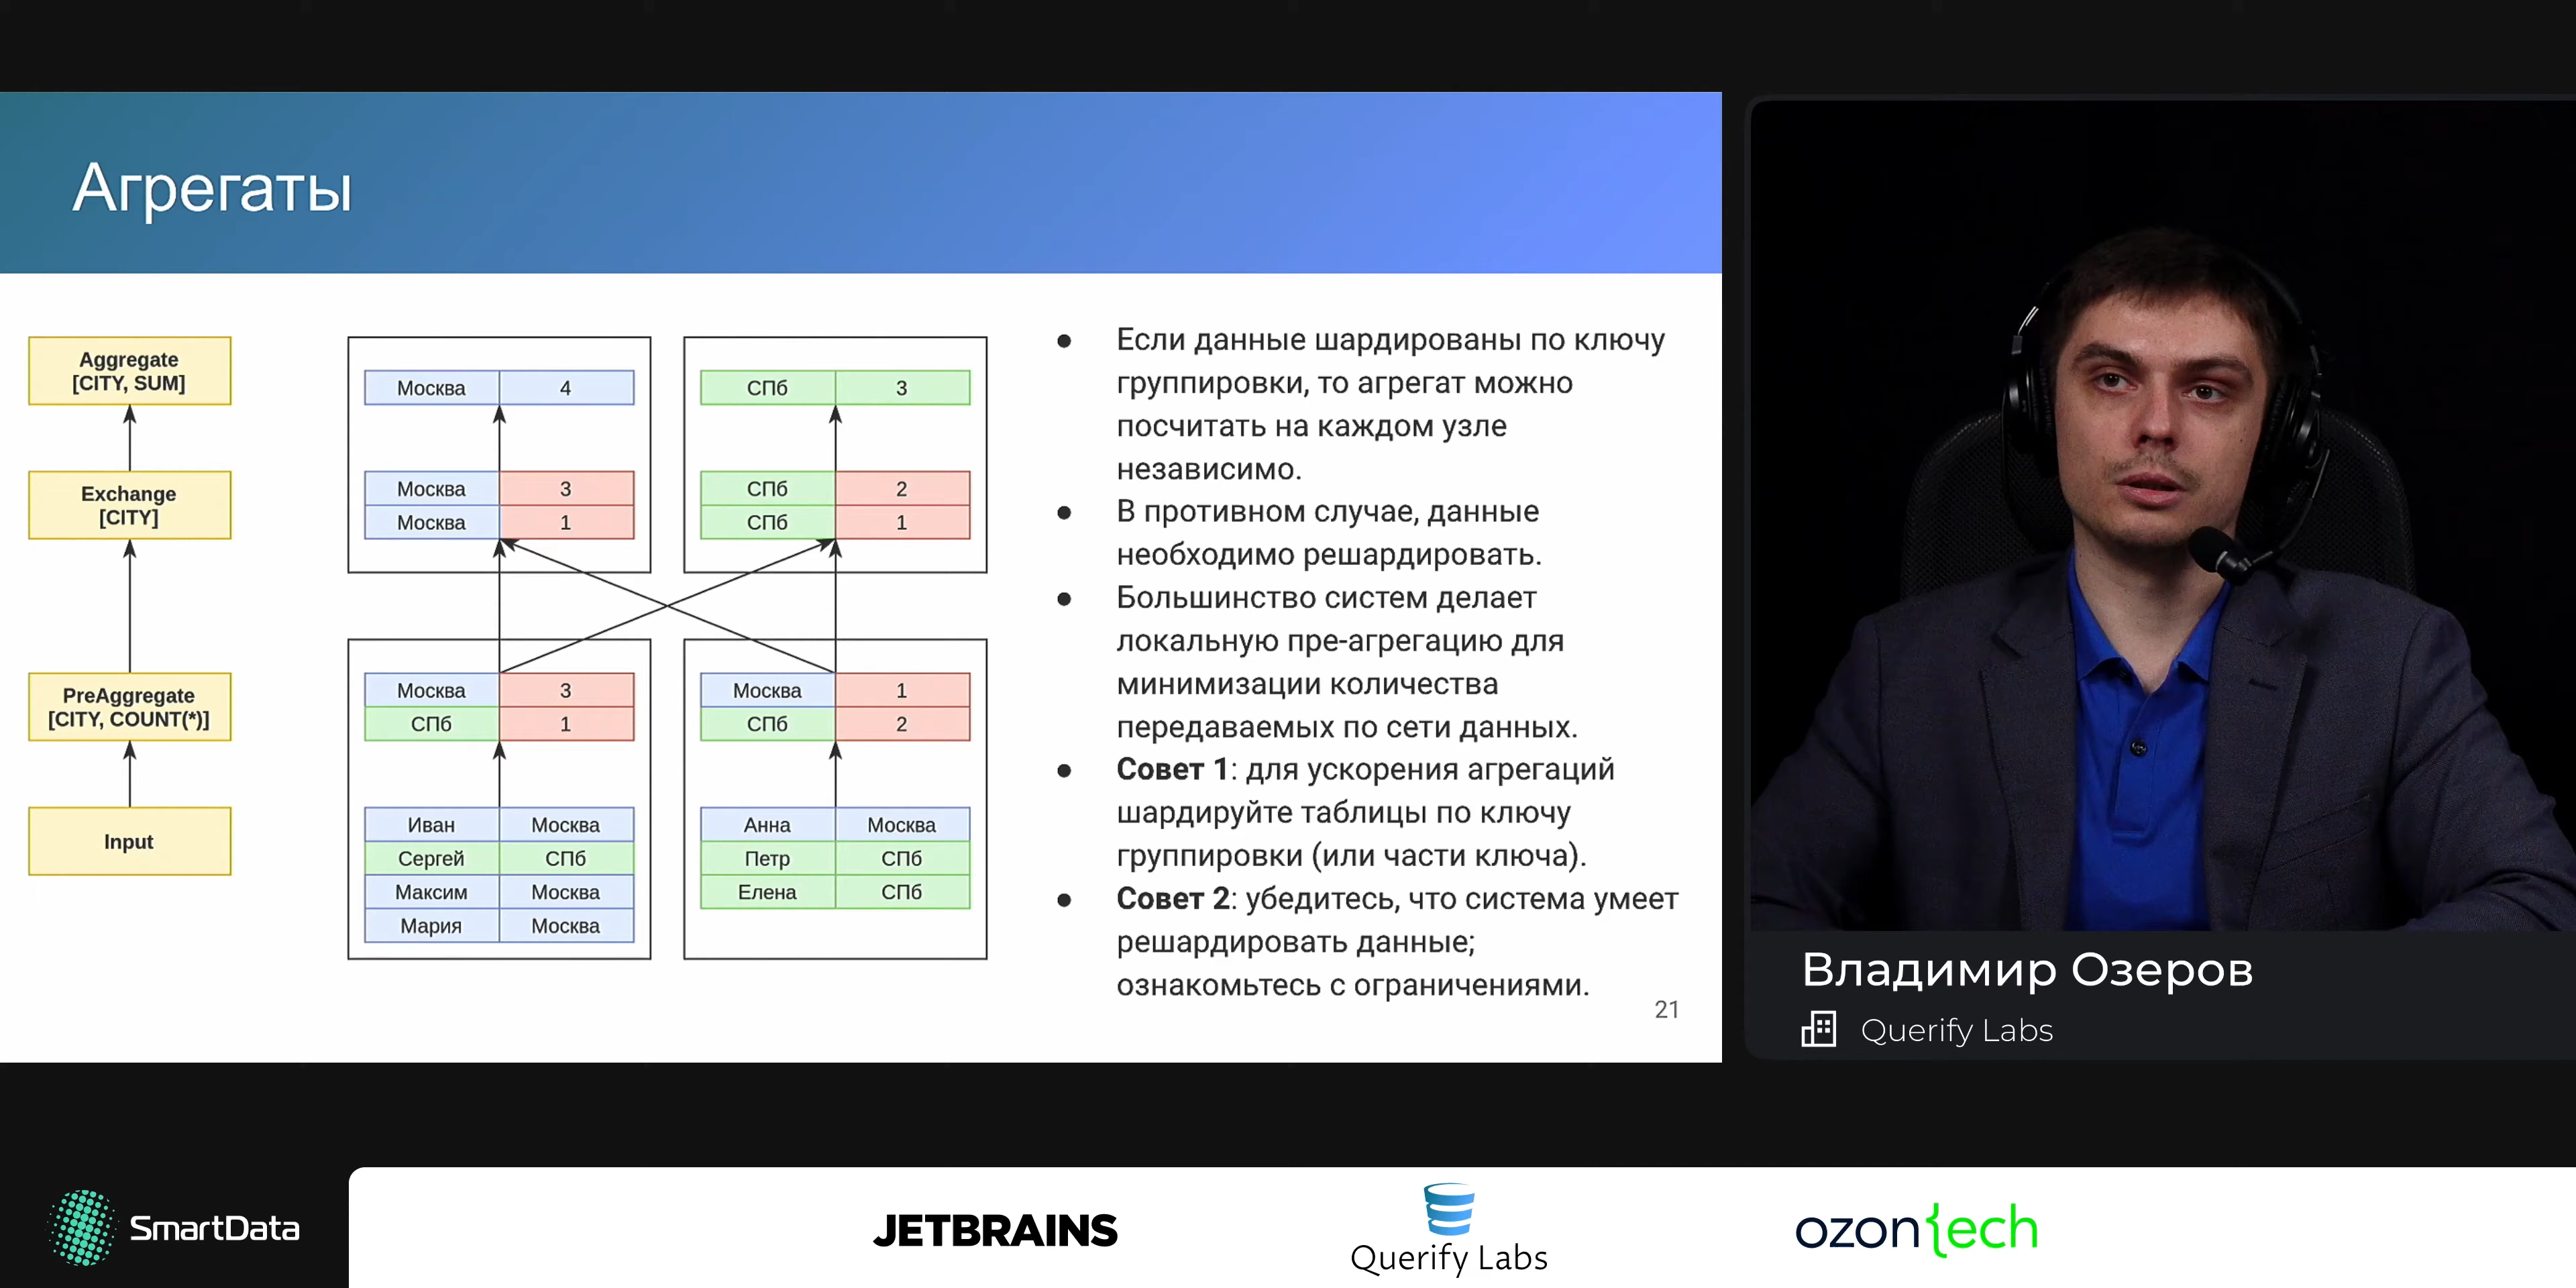 Агрегаты
Aggregate
[CITY, SUM]
Exchange
[CITY]
PreAggregate
[CITY, COUNT(*)]
Input
Москва 4
Москва 3
Москва 1
СПб 3
СПб 2
СПб 1
Москва 3
СПб 1
Москва 1
СПб 2
Иван Москва
Сергей СПб
Максим Москва
Мария Москва
Анна Москва
Петр СПб
Елена СПб
● Если данные шардированы по ключу
группировки, то агрегат можно
посчитать на каждом узле
независимо.
● В противном случае, данные
необходимо решардировать.
● Большинство систем делает
локальную пре-агрегацию для
минимизации количества
передаваемых по сети данных.
● Совет 1: для ускорения агрегаций
шардируйте таблицы по ключу
группировки (или части ключа).
● Совет 2: убедитесь, что система умеет
решардировать данные;
ознакомьтесь с ограничениями.
21
Владимир Озеров
Querify Labs
SmartData
JETBRAINS
Querify Labs
ozon{ech